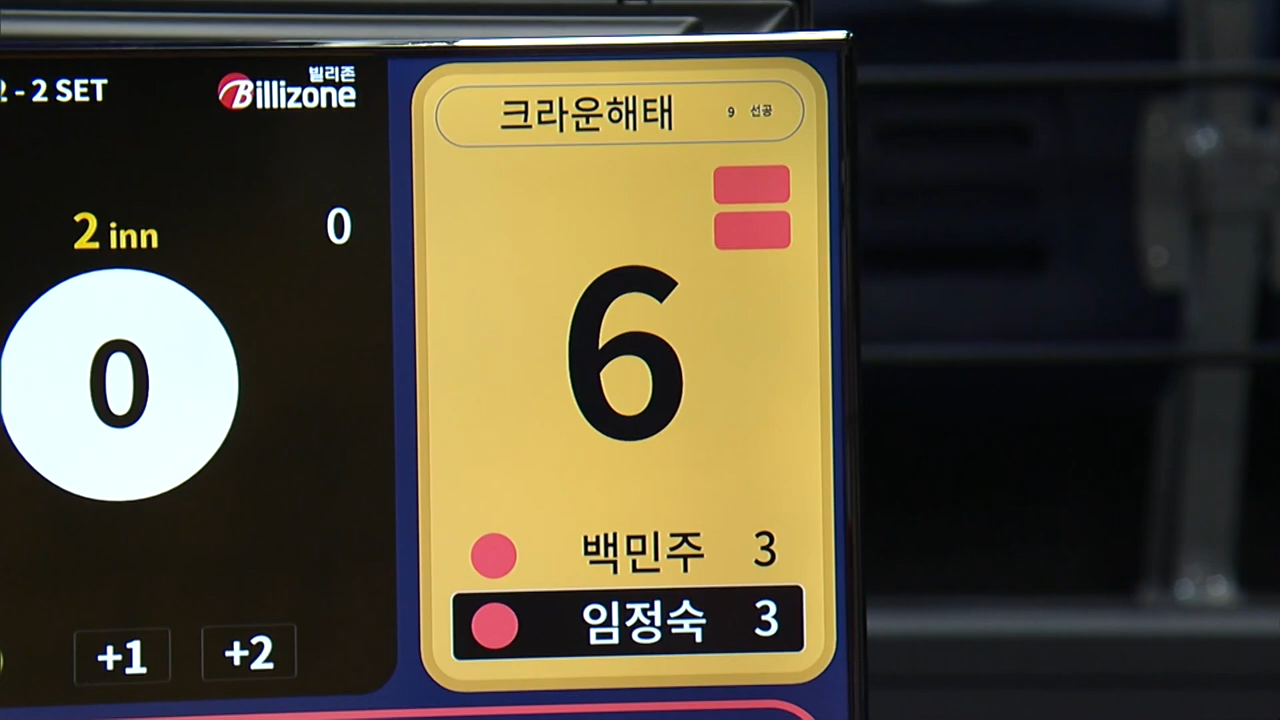 - 2 SET
빌리존
Billizone
크라운해태
9 선공
2 inn
0
0
6
백민주 3
임정숙 3
+1
+2